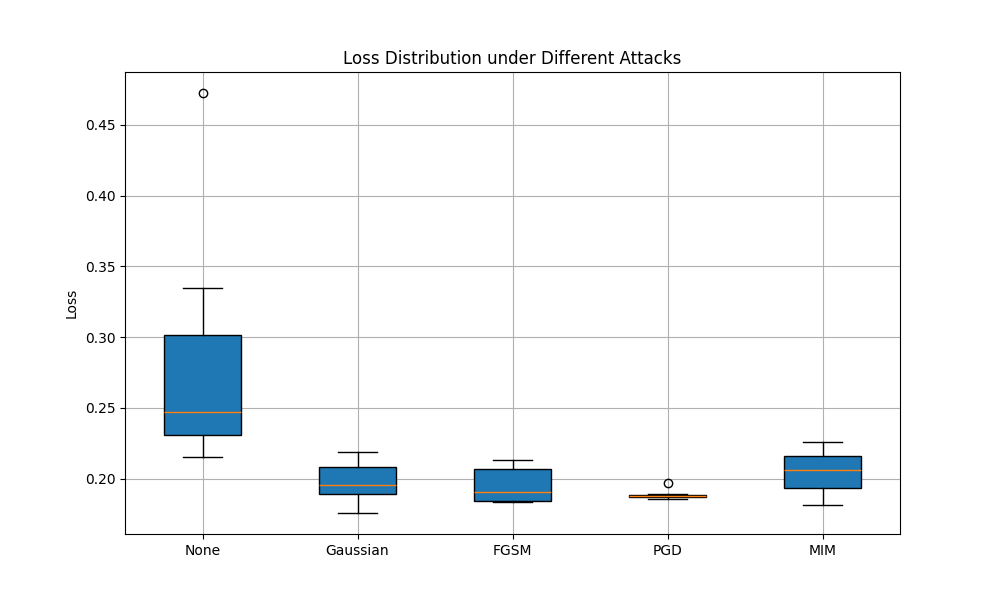 Loss Distribution under Different Attacks
Loss
0.45
0.40
0.35
0.30
0.25
0.20
None Gaussian FGSM PGD MIM